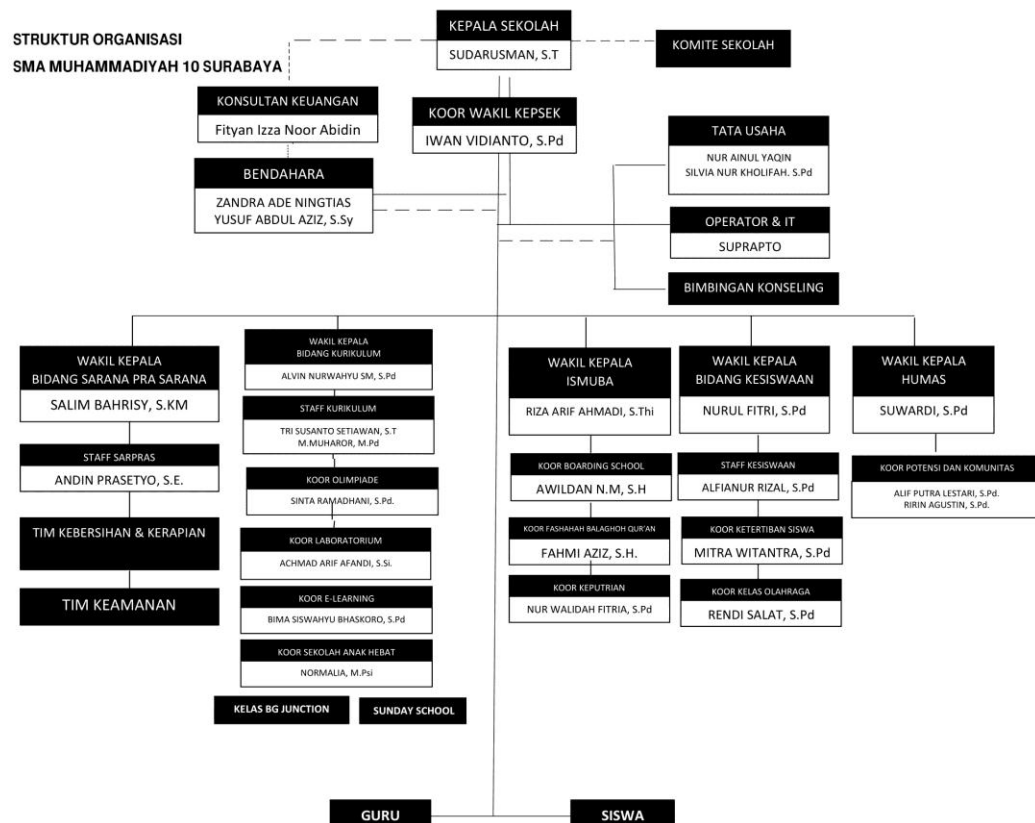 STRUKTUR ORGANISASI
SMA MUHAMMADIYAH 10 SURABAYA
KEPALA SEKOLAH
SUDARUSMAN, S.T
KOMITE SEKOLAH
KONSULTAN KEUANGAN
Fityan Izza Noor Abidin
KOOR WAKIL KEPSEK
IWAN VIDIANTO, S.Pd
BENDAHARA
ZANDRA ADE NINGTIAS
YUSUF ABDUL AZIZ, S.Sy
TATA USAHA
NUR AINUL YAQIN
SILVIA NUR KHOLIFAH. S.Pd
OPERATOR & IT
SUPRAPTO
BIMBINGAN KONSELING
WAKIL KEPALA
BIDANG SARANA PRA SARANA
SALIM BAHRISY, S.KM
STAFF SARPRAS
ANDIN PRASETYO, S.E.
TIM KEBERSIHAN & KERAPIAN
TIM KEAMANAN
WAKIL KEPALA
BIDANG KURIKULUM
ALVIN NURWAHYU SM, S.Pd
STAFF KURIKULUM
TRI SUSANTO SETIAWAN, S.T
M.MUHAROR, M.Pd
KOOR OLIMPIADE
SINTA RAMADHANI, S.Pd.
KOOR LABORATORIUM
ACHMAD ARIF AFANDI, S.Si.
KOOR E-LEARNING
BIMA SISWAHYU BHASKORO, S.Pd
KOOR SEKOLAH ANAK HEBAT
NORMALIA, M.Psi
KELAS BG JUNCTION
SUNDAY SCHOOL
WAKIL KEPALA
ISMUBA
RIZA ARIF AHMADI, S.Thi
KOOR BOARDING SCHOOL
AWILDAN N.M, S.H
KOOR FASHAHAH BALAGHOH QUR'AN
FAHMI AZIZ, S.H.
KOOR KEPUTRIAN
NUR WALIDAH FITRIA, S.Pd
WAKIL KEPALA
BIDANG KESISWAAN
NURUL FITRI, S.Pd
STAFF KESISWAAN
ALFIANUR RIZAL, S.Pd
KOOR KETERTIBAN SISWA
MITRA WITANTRA, S.Pd
KOOR KELAS OLAHRAGA
RENDI SALAT, S.Pd
WAKIL KEPALA
HUMAS
SUWARDI, S.Pd
KOOR POTENSI DAN KOMUNITAS
ALIF PUTRA LESTARI, S.Pd.
RIRIN AGUSTIN, S.Pd.
GURU
SISWA